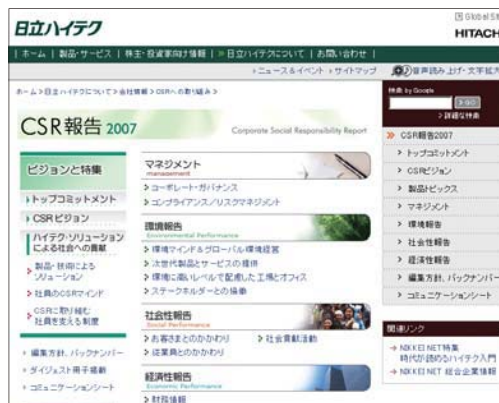 Global Si
日立ハイテク
HITACH
| ホーム | 製品・サービス | 株主・投資家向け情報 | 日立ハイテクについて | お問い合わせ |
ニュース&イベント サイトマップ 音声読み上げ・文字拡大
ホーム > 日立ハイテクについて > 会社情報 > CSRへの取り組み >
検索 by Google
GO
詳細な検索
CSR報告 2007
Corporate Social Responsibility Report
ビジョンと特集
トップコミットメント
CSRビジョン
ハイテク・ソリューション
による社会への貢献
製品・技術による
ソリューション
社員のCSRマインド
CSRに取り組む
社員を支える制度
編集方針、バックナンバー
ダイジェスト冊子掲載
コミュニケーションシート
マネジメント
management
コーポレート・ガバナンス
コンプライアンス/リスクマネジメント
環境報告
Environmental Performance
環境マインド&グローバル環境経営
次世代製品とサービスの提供
環境に高いレベルで配慮した工場とオフィス
ステークホルダーとの協働
社会性報告
Social Performance
お客さまとのかかわり 社会貢献活動
従業員とのかかわり
経済性報告
Economic Performance
財務情報
CSR報告2007
トップコミットメント
CSRビジョン
製品トピックス
マネジメント
環境報告
社会性報告
経済性報告
編集方針、バックナンバー
コミュニケーションシート
関連リンク
NIKKEI NET特集
時代が読めるハイテク入門
NIKKEI NET 総合企業情報